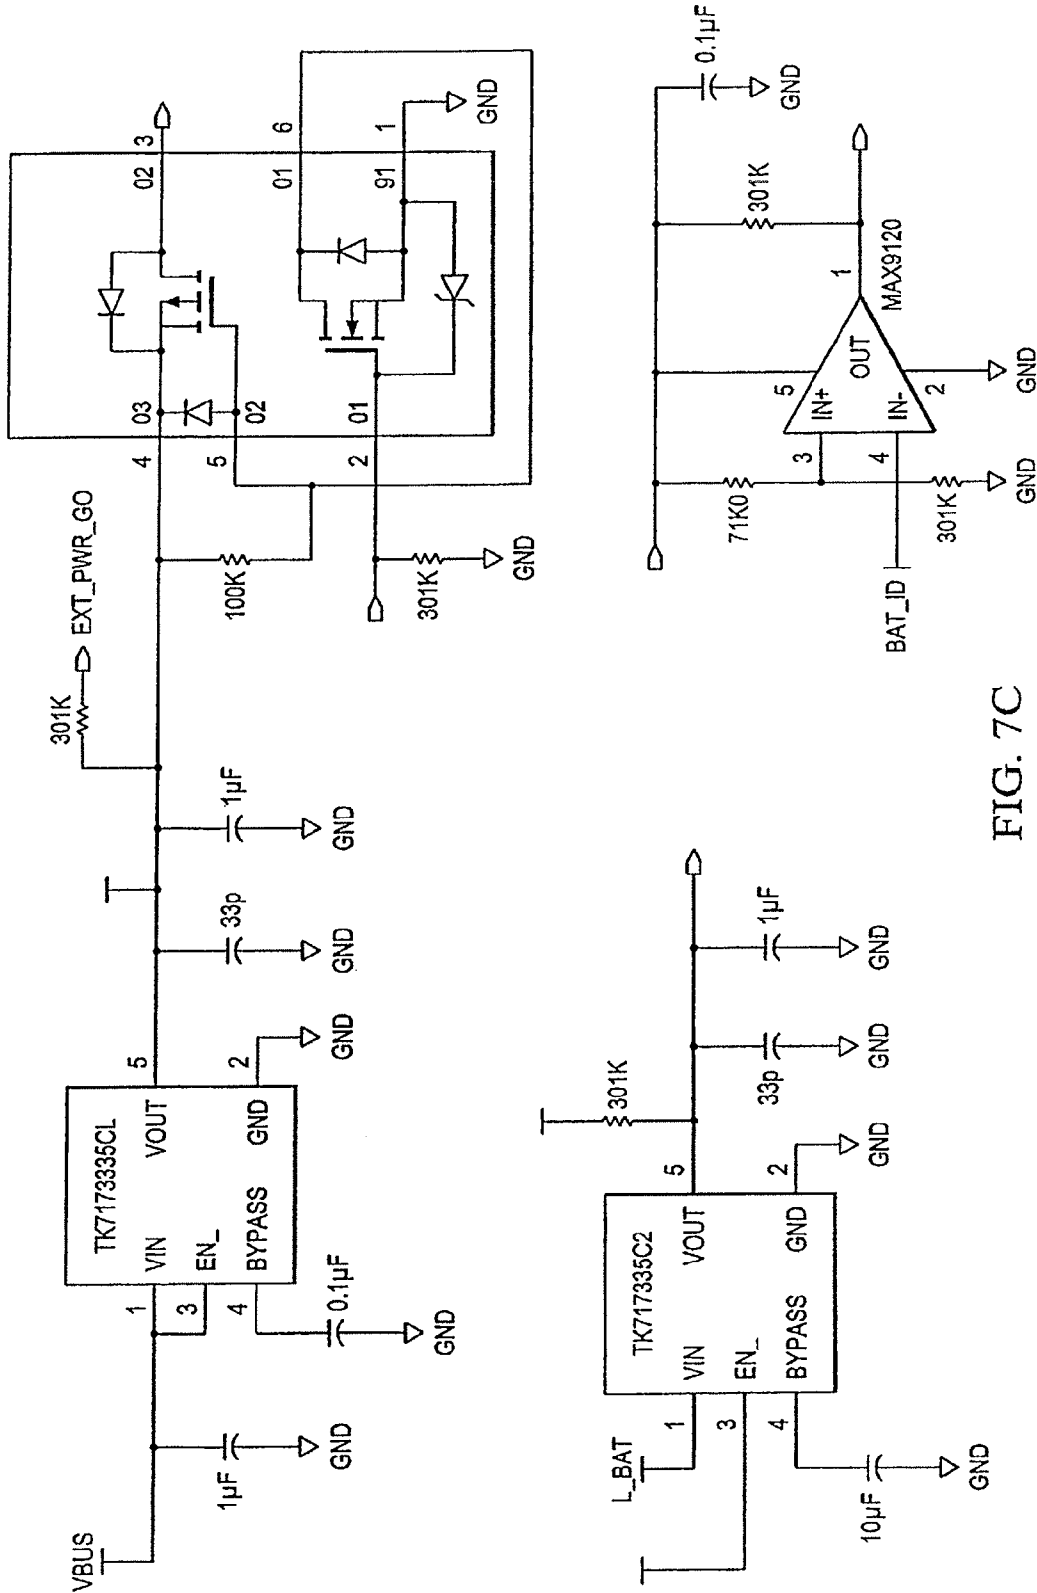 VBUS
1µF
GND
TK7173335CL
VIN
EN_
BYPASS
VOUT
GND
1
3
4
5
2
0.1µF
GND
GND
33p
GND
1µF
GND
301K
EXT_PWR_GO
100K
301K
GND
4
5
2
03
02
01
02
01
91
3
6
1
GND
L_BAT
TK717335C2
VIN
EN_
BYPASS
VOUT
GND
1
3
4
5
2
10µF
GND
GND
301K
33p
GND
1µF
GND
BAT_ID
71K0
301K
GND
3
4
IN+
IN-
OUT
5
2
1
GND
MAX9120
301K
0.1µF
GND
FIG. 7C